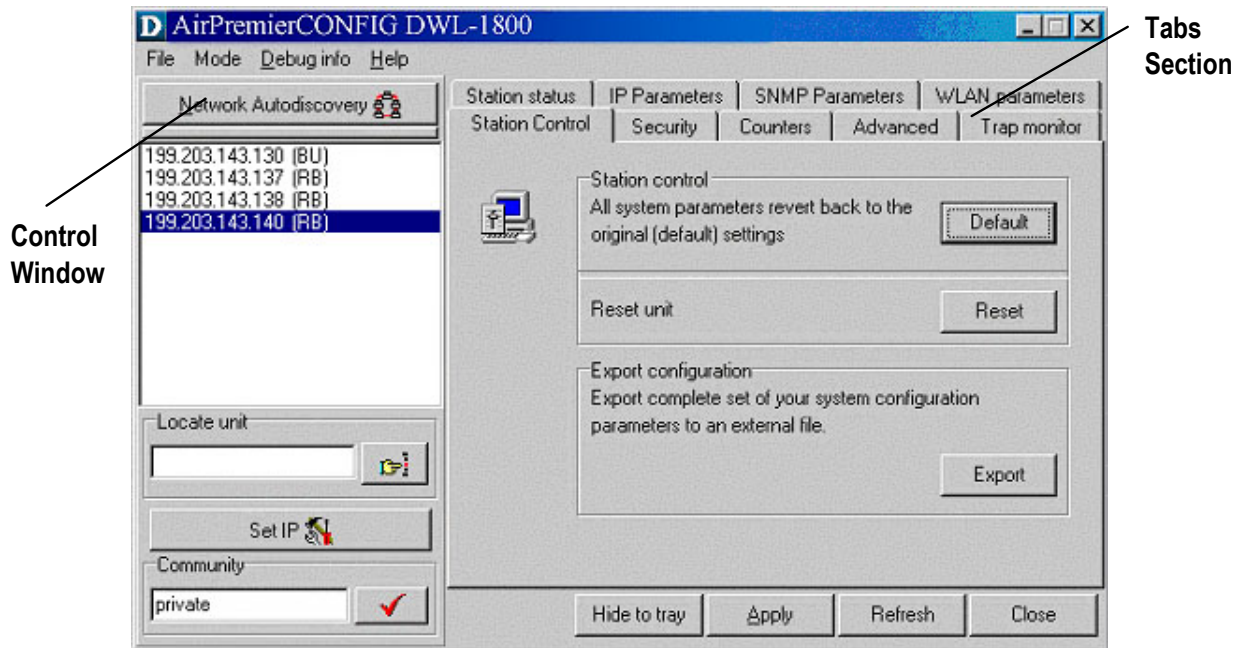 D AirPremierCONFIG DWL-1800
File Mode Debug info Help
Tabs
Section
Network Autodiscovery
Station status IP Parameters SNMP Parameters WLAN parameters
Station Control Security Counters Advanced Trap monitor
199.203.143.130 (BU)
199.203.143.137 (RB)
199.203.143.138 (RB)
199.203.143.140 (RB)
Control
Window
Station control
All system parameters revert back to the
original (default) settings
Default
Reset unit
Reset
Export configuration
Export complete set of your system configuration
parameters to an external file.
Export
Locate unit
Set IP
Community
private
Hide to tray Apply Refresh Close